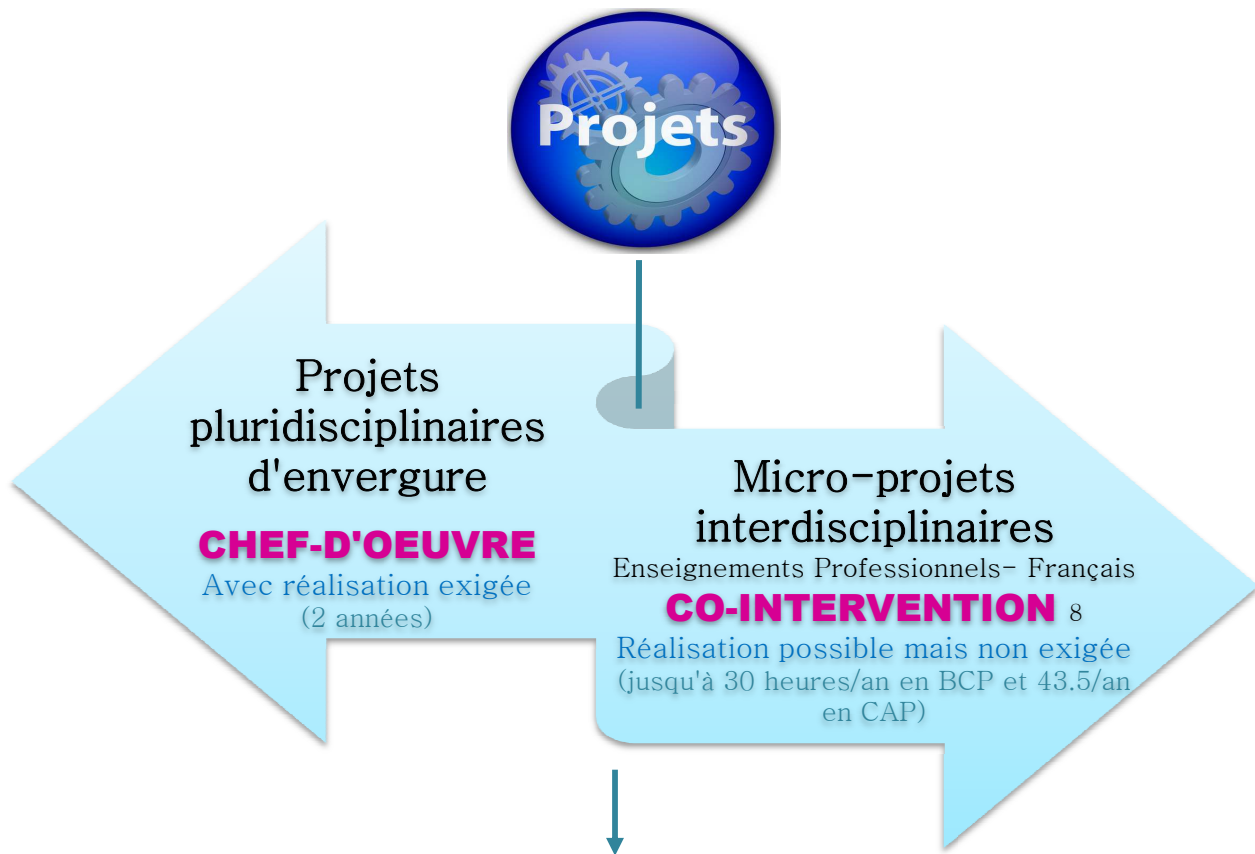 Projets
Projets
pluridisciplinaires
d'envergure
CHEF-D'OEUVRE
Avec réalisation exigée
(2 années)
Micro-projets
interdisciplinaires
Enseignements Professionnels- Français
CO-INTERVENTION 8
Réalisation possible mais non exigée
(jusqu'à 30 heures/an en BCP et 43.5/an
en CAP)